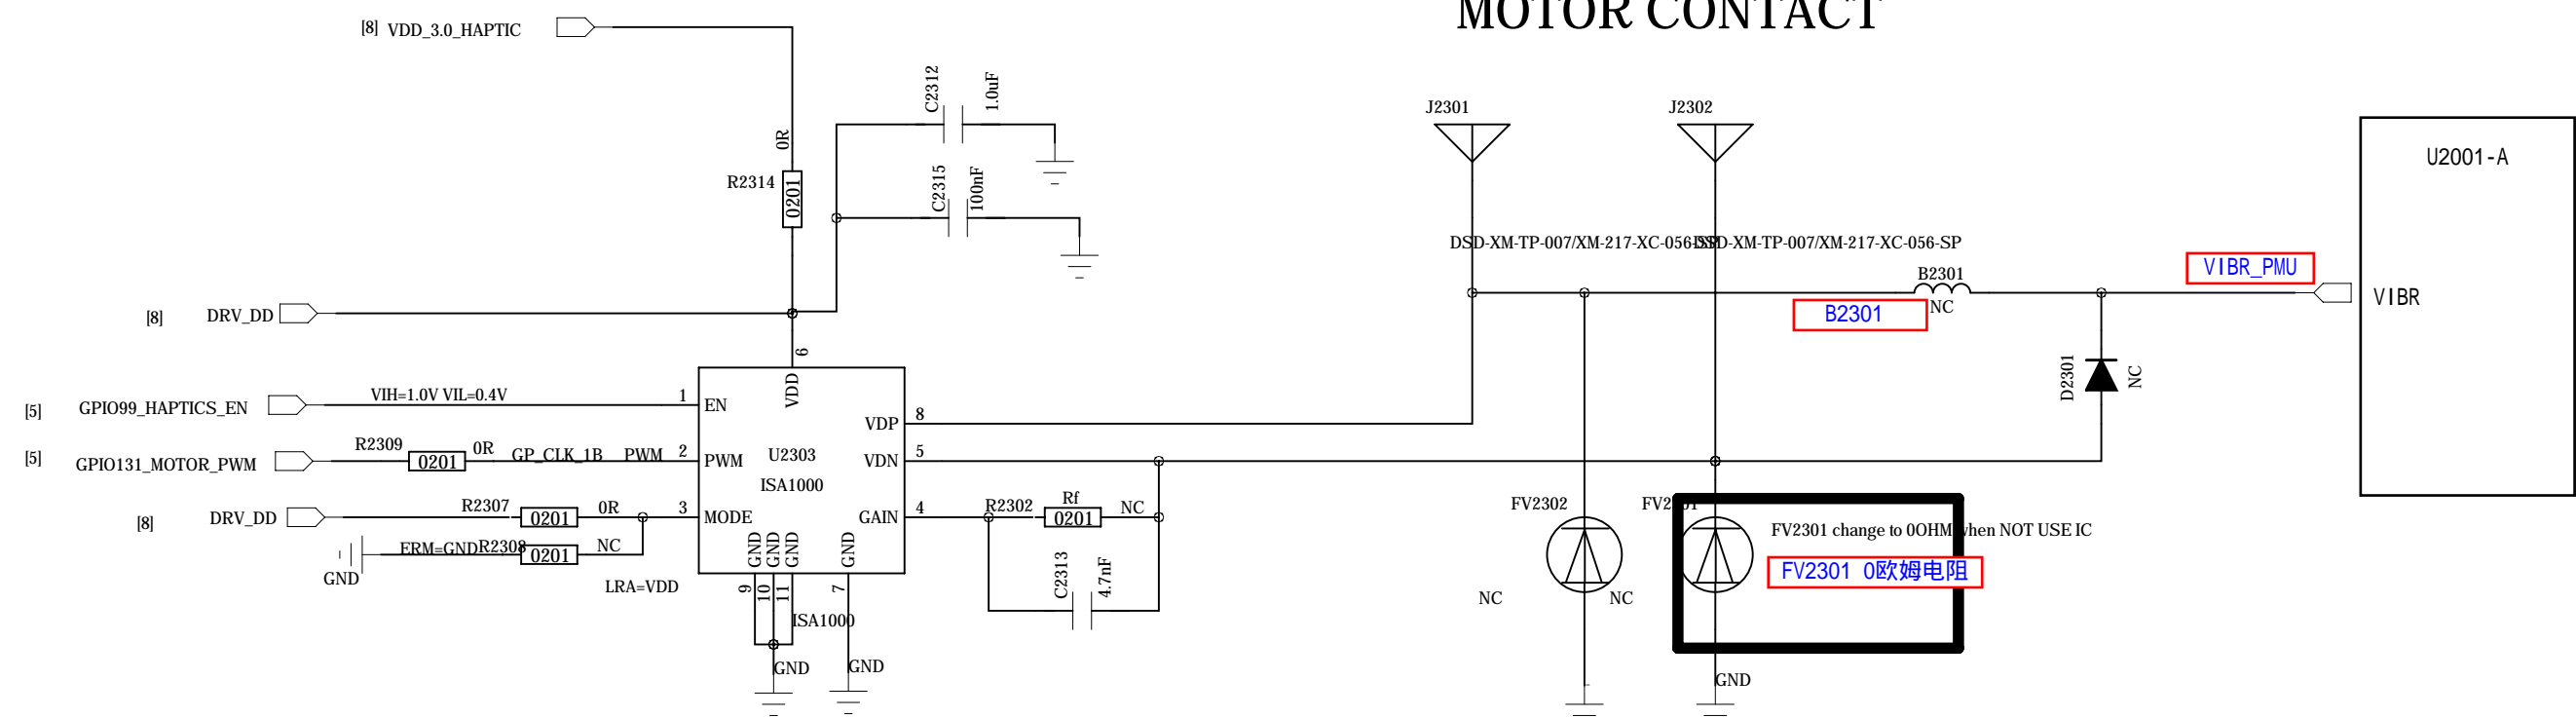 MOTOR CONTACT
[8] VDD_3.0_HAPTIC
C2312
1.0uF
0R
R2314
0201
C2315
100nF
J2301
J2302
U2001-A
DSD-XM-TP-007/XM-217-XC-056-SP
DSD-XM-TP-007/XM-217-XC-056-SP
VIBR_PMU
B2301
NC
B2301
VIBR
[8] DRV_DD
6
VDD
D2301
NC
[5] GPIO99_HAPTICS_EN
VIH=1.0V VIL=0.4V
1
EN
VDP
8
[5] GPIO131_MOTOR_PWM
R2309
0201
0R
GP_CLK_1B
PWM
2
PWM
U2303
ISA1000
VDN
5
[8] DRV_DD
R2307
0201
0R
3
MODE
GAIN
4
R2302
Rf
0201
NC
GND
ERM=GND
R2308
0201
NC
LRA=VDD
GND
GND
GND
GND
9
10
11
7
ISA1000
GND
GND
C2313
4.7nF
FV2302
NC
NC
FV2301
FV2301 change to 0OHM when NOT USE IC
FV2301 0欧姆电阻
GND